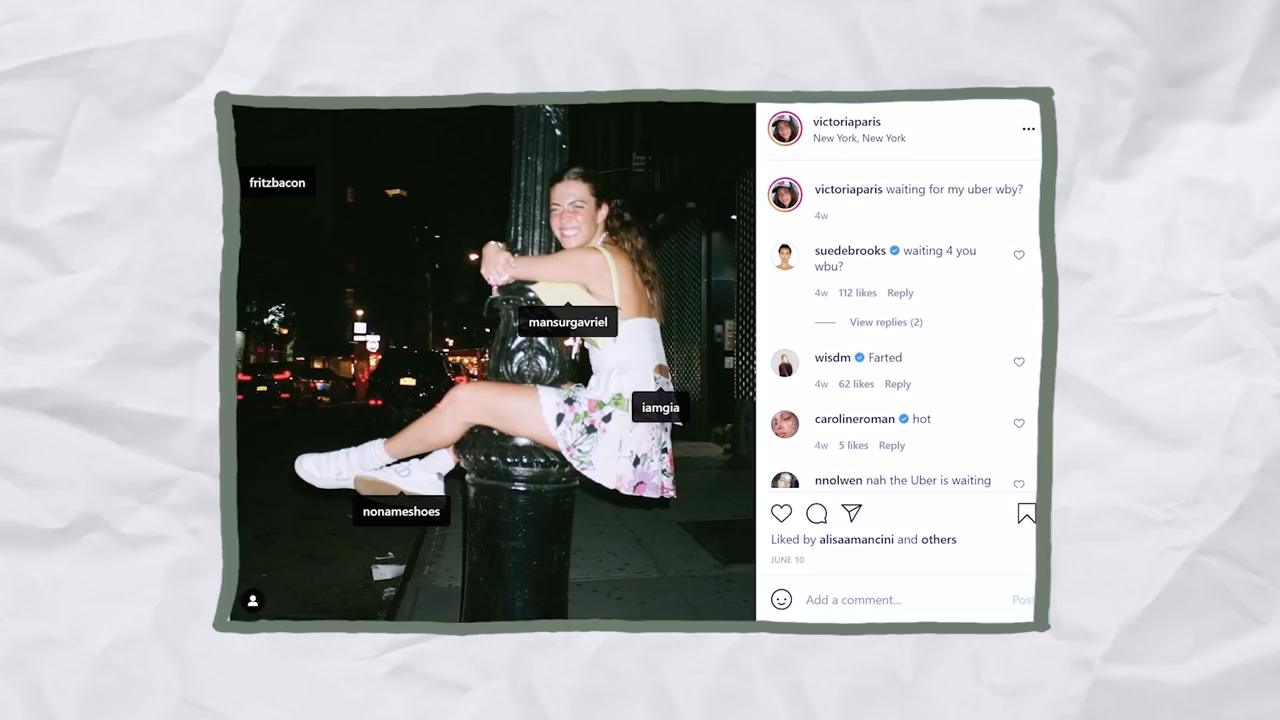 fritzbacon
mansurgavriel
iamgia
nonameshoes
victoriaparis
New York, New York
victoriaparis waiting for my uber wby?
4w
suedebrooks waiting 4 you
wbu?
4w 112 likes Reply
View replies (2)
wisdm Farted
4w 62 likes Reply
carolineroman hot
4w 5 likes Reply
nnolwen nah the Uber is waiting
Liked by alisaamancini and others
JUNE 10
Add a comment...
Post